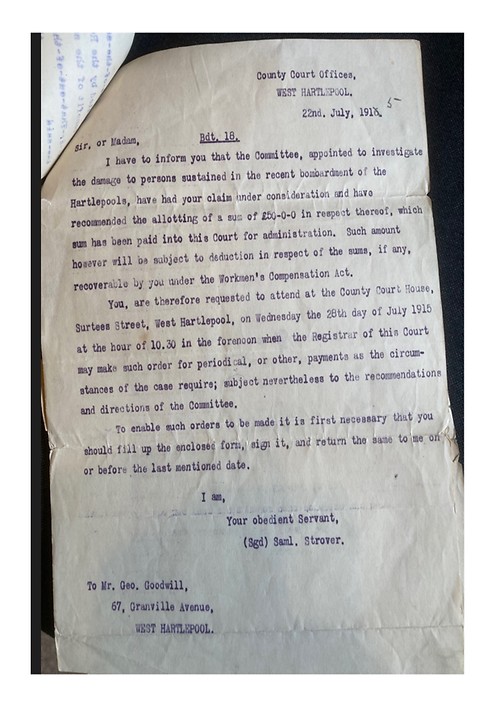 County Court Offices,
WEST HARTLEPOOL.
22nd. July, 1918. 5
Sir, or Madam, Rdt. 18.
I have to inform you that the Committee, appointed to investigate
the damage to persons sustained in the recent bombardment of the
Hartlepools, have had your claim under consideration and have
recommended the allotting of a sum of £50-0-0 in respect thereof, which
sum has been paid into this Court for administration. Such amount
however will be subject to deduction in respect of the sums, if any,
recoverable by you under the Workmen's Compensation Act.
You, are therefore requested to attend at the County Court House,
Surtees Street, West Hartlepool, on Wednesday the 28th day of July 1915
at the hour of 10.30 in the forenoon when the Registrar of this Court
may make such order for periodical, or other, payments as the circum-
stances of the case require; subject nevertheless to the recommendations
and directions of the Committee.
To enable such orders to be made it is first necessary that you
should fill up the enclosed form, sign it, and return the same to me on
or before the last mentioned date.
I am,
Your obedient Servant,
(Sgd) Saml. Strover.
To Mr. Geo. Goodwill,
67, Granville Avenue,
WEST HARTLEPOOL.